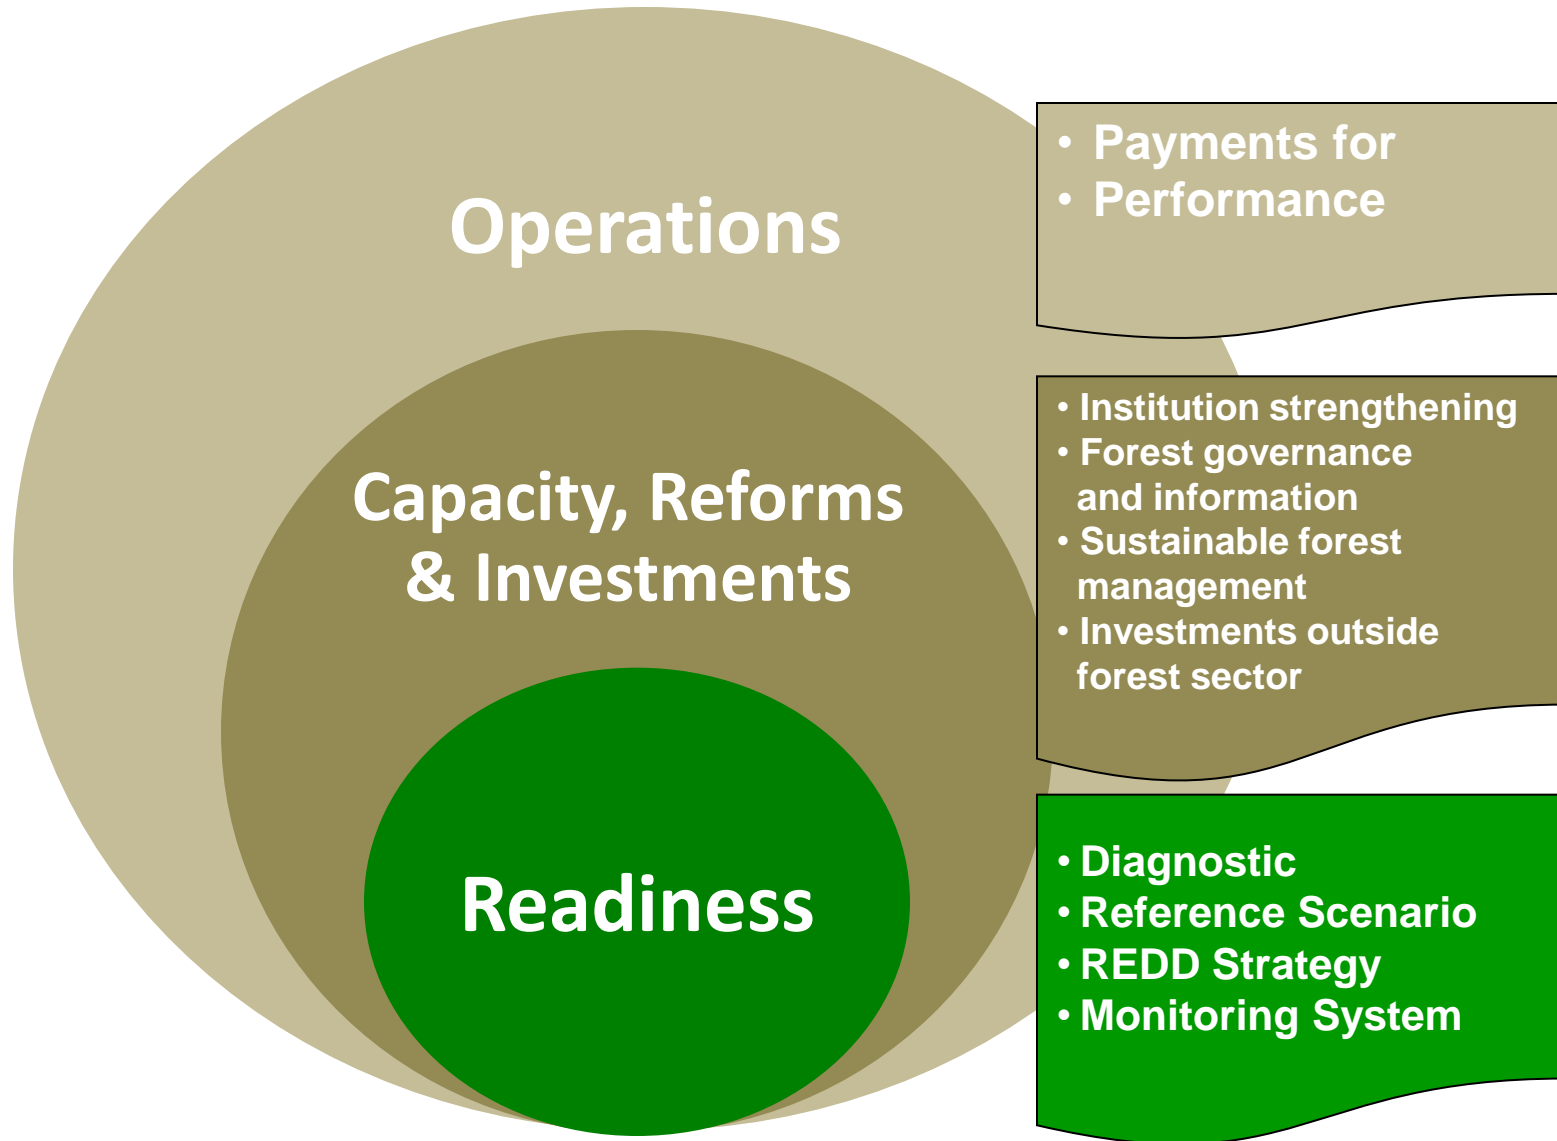 Operations
• Payments for
• Performance
Capacity, Reforms
& Investments
• Institution strengthening
• Forest governance
and information
• Sustainable forest
management
• Investments outside
forest sector
Readiness
• Diagnostic
• Reference Scenario
• REDD Strategy
• Monitoring System